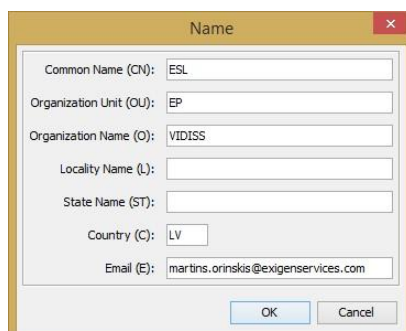 Name
x
Common Name (CN): ESL
Organization Unit (OU): EP
Organization Name (O): VIDISS
Locality Name (L):
State Name (ST):
Country (C): LV
Email (E): martins.orinskis@exigenservices.com
OK Cancel